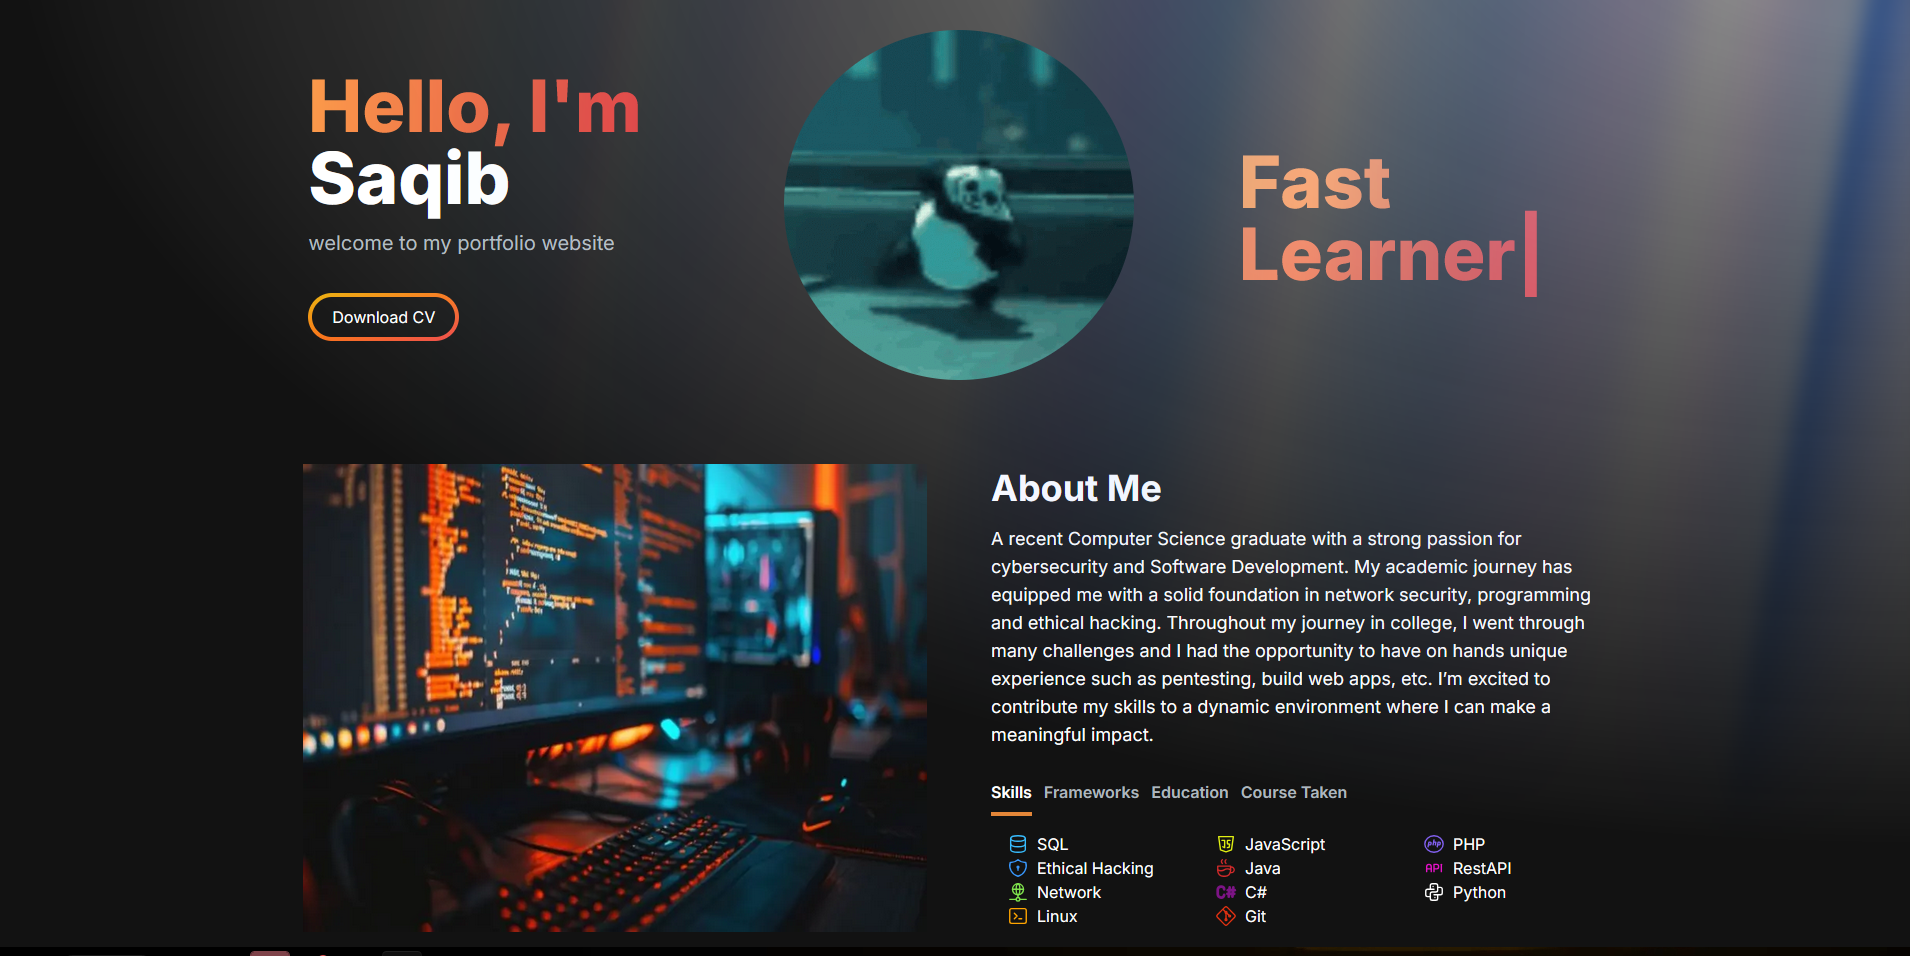 Hello, I'm
Saqib
welcome to my portfolio website
Download CV
Fast
Learner
About Me
A recent Computer Science graduate with a strong passion for
cybersecurity and Software Development. My academic journey has
equipped me with a solid foundation in network security, programming
and ethical hacking. Throughout my journey in college, I went through
many challenges and I had the opportunity to have on hands unique
experience such as pentesting, build web apps, etc. I’m excited to
contribute my skills to a dynamic environment where I can make a
meaningful impact.
Skills Frameworks Education Course Taken
SQL
Ethical Hacking
Network
Linux
JS JavaScript
Java
C# C#
Git
php PHP
API RestAPI
Python